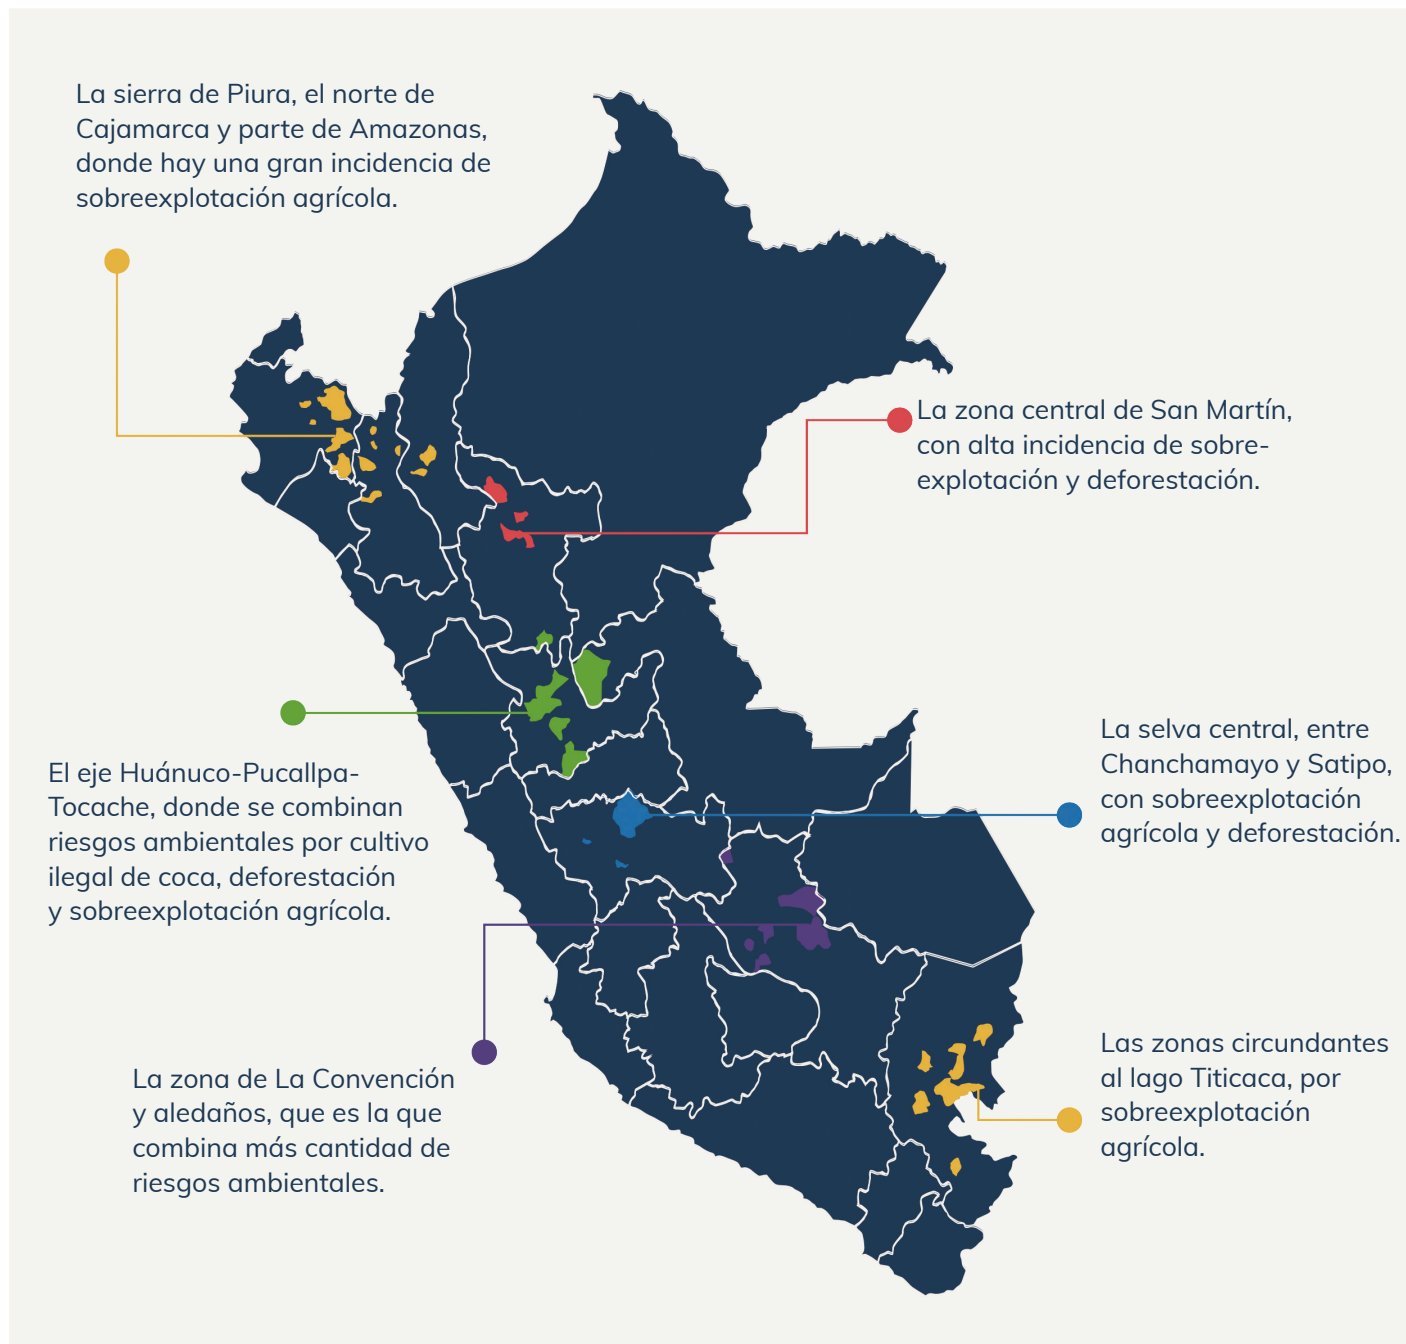 La sierra de Piura, el norte de
Cajamarca y parte de Amazonas,
donde hay una gran incidencia de
sobreexplotación agrícola.
La zona central de San Martín,
con alta incidencia de sobre-
explotación y deforestación.
El eje Huánuco-Pucallpa-
Tocache, donde se combinan
riesgos ambientales por cultivo
ilegal de coca, deforestación
y sobreexplotación agrícola.
La selva central, entre
Chanchamayo y Satipo,
con sobreexplotación
agrícola y deforestación.
La zona de La Convención
y aledaños, que es la que
combina más cantidad de
riesgos ambientales.
Las zonas circundantes
al lago Titicaca, por
sobreexplotación
agrícola.